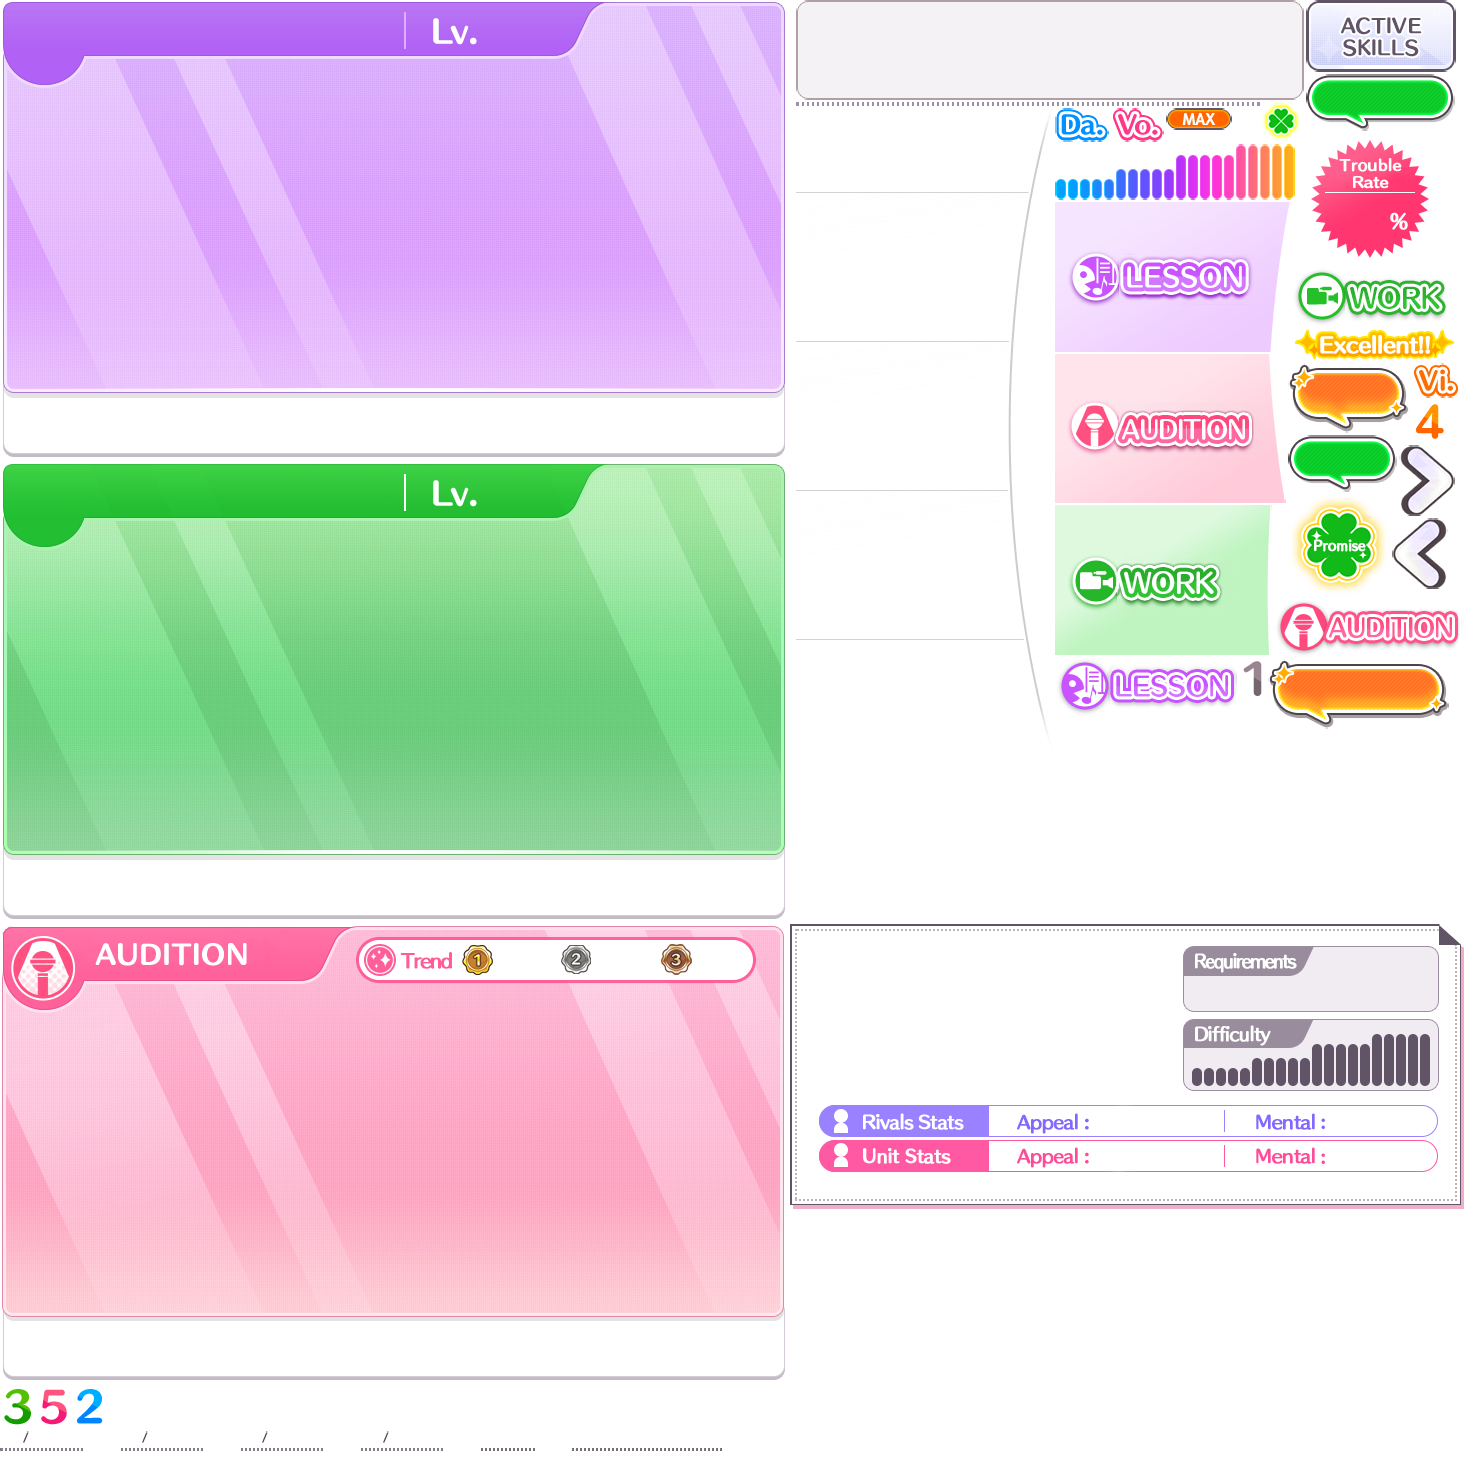 Lv.
ACTIVE
SKILLS
Da.
Vo.
MAX
Trouble
Rate
%
LESSON
WORK
Excellent!!
Vi.
4
AUDITION
Lv.
Promise
WORK
AUDITION
LESSON
1
AUDITION
Trend
1
2
3
Requirements
Difficulty
Rivals Stats
Appeal :
Mental :
Unit Stats
Appeal :
Mental :
3 5 2
/ / / /